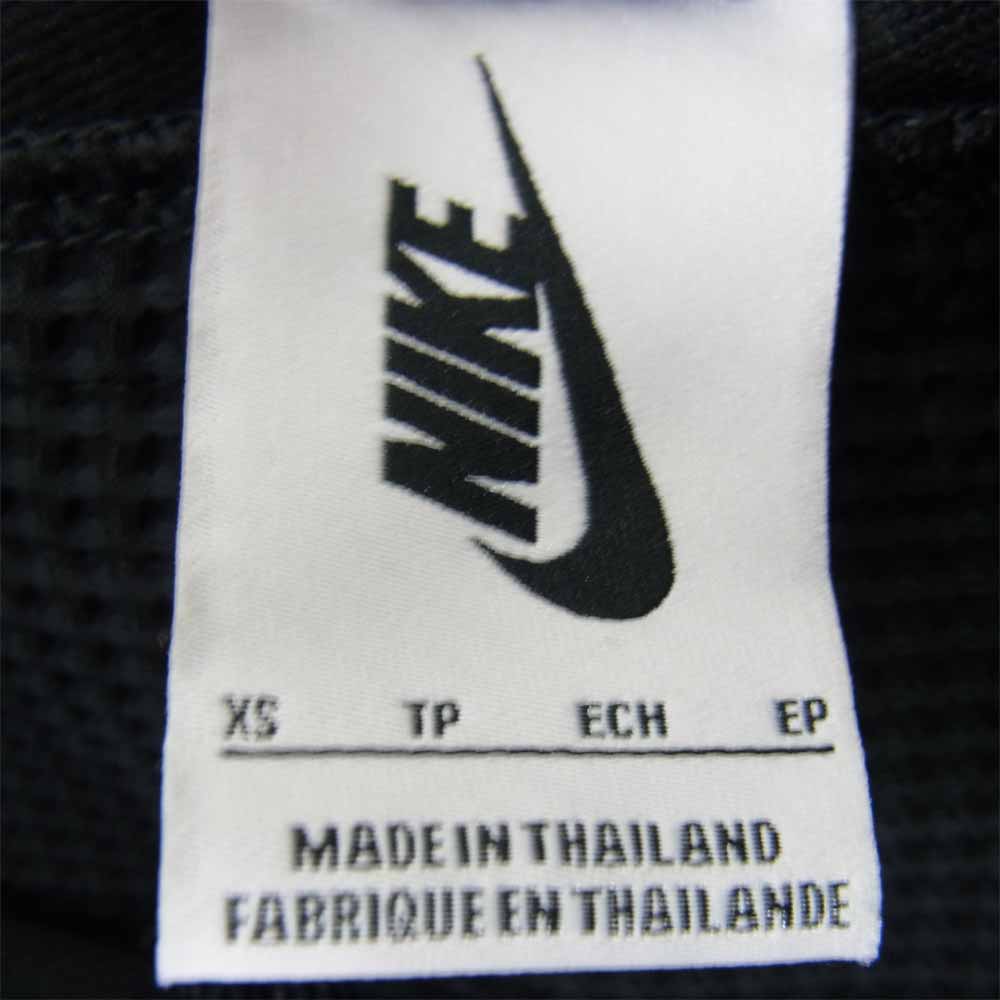 NIKE
XS TP ECH EP
MADE IN THAILAND
FABRIQUE EN THAILANDE